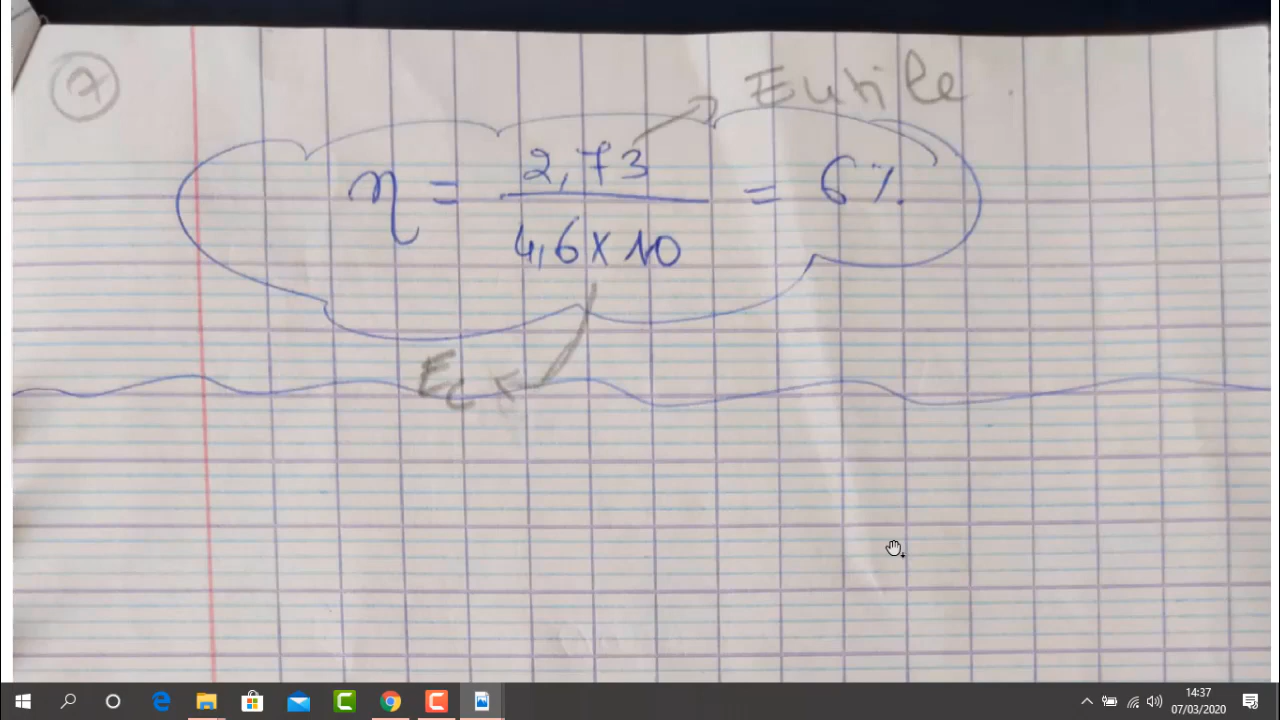 7
Eutile
η = 2,73 / 4,6 x 10 = 6%
Ec
14:37
07/03/2020